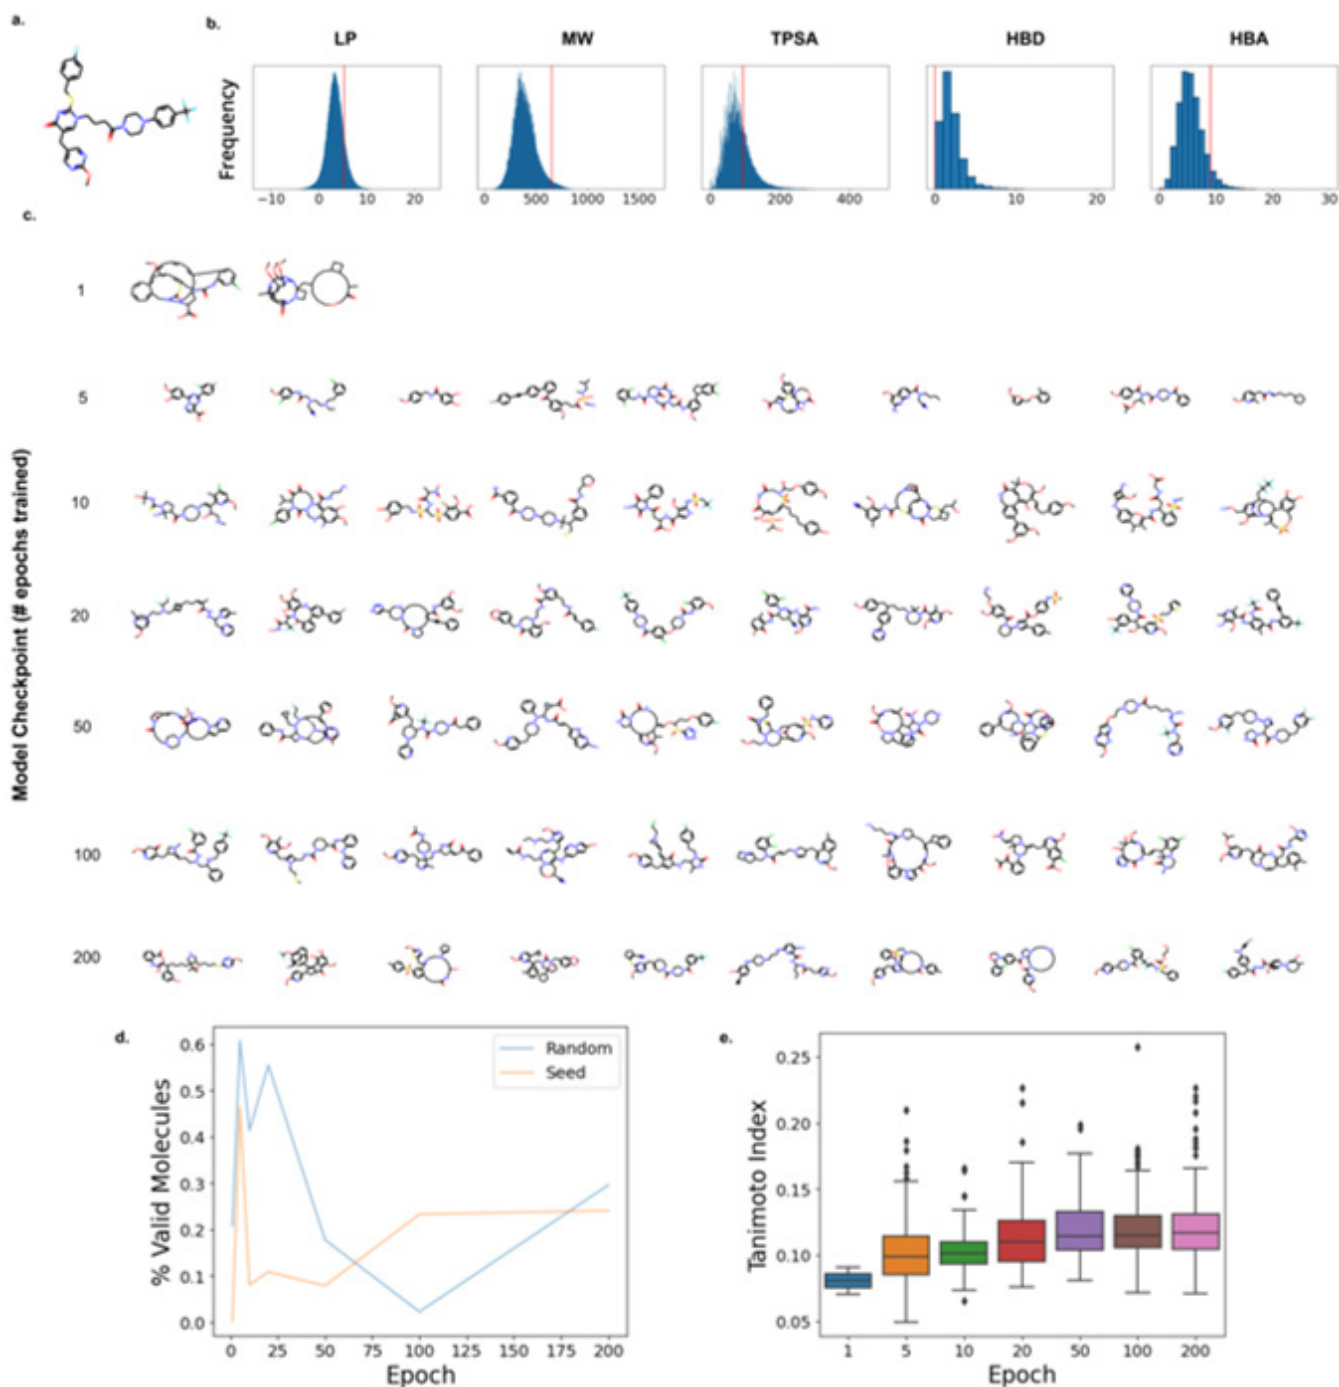 a.
b.
LP
MW
TPSA
HBD
HBA
Frequency
−10 0 10 20
0 500 1000 1500
0 200 400
0 10 20
0 10 20 30
c.
Model Checkpoint (# epochs trained)
1
5
10
20
50
100
200
d.
% Valid Molecules
0.6
0.5
0.4
0.3
0.2
0.1
0.0
Random
Seed
0 25 50 75 100 125 150 175 200
Epoch
e.
Tanimoto Index
0.25
0.20
0.15
0.10
0.05
1 5 10 20 50 100 200
Epoch